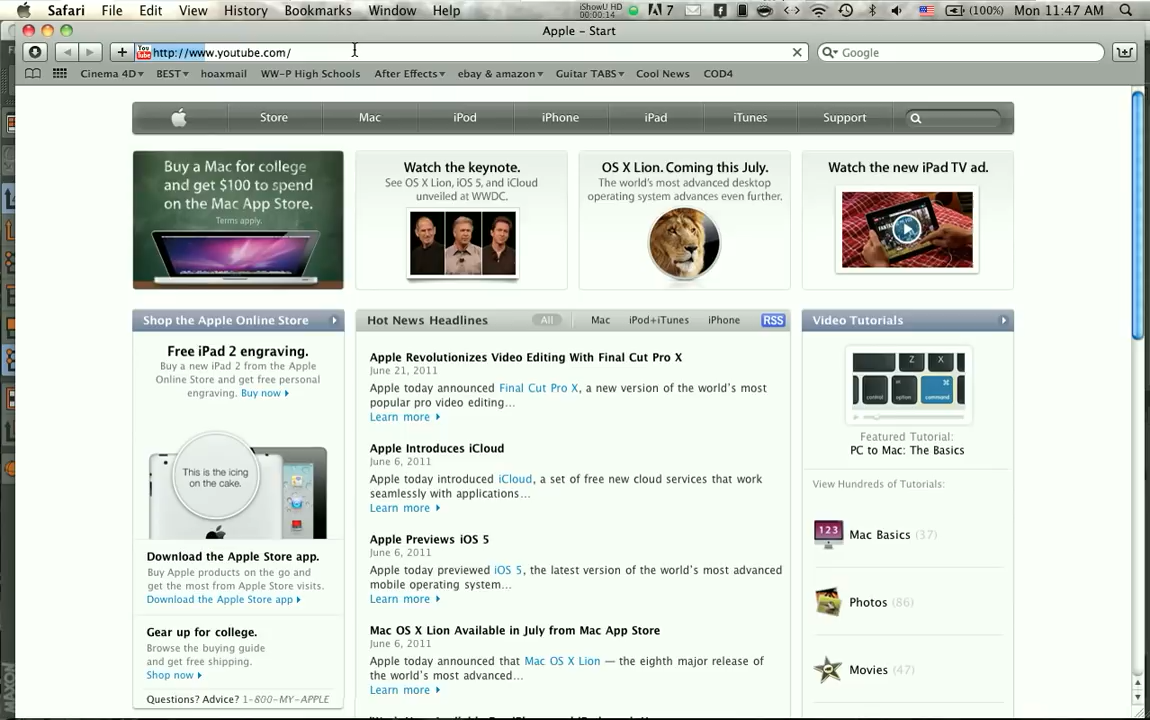 Safari File Edit View History Bookmarks Window Help
iShowU HD
00:00:14
7
(100%) Mon 11:47 AM
Apple – Start
You Tube http://www.youtube.com/
Google
Cinema 4D▾ BEST▾ hoaxmail WW-P High Schools After Effects▾ ebay & amazon▾ Guitar TABS▾ Cool News COD4
Store Mac iPod iPhone iPad iTunes Support
Buy a Mac for college
and get $100 to spend
on the Mac App Store.
Terms apply.
Watch the keynote.
See OS X Lion, iOS 5, and iCloud
unveiled at WWDC.
OS X Lion. Coming this July.
The world's most advanced desktop
operating system advances even further.
Watch the new iPad TV ad.
Shop the Apple Online Store
Free iPad 2 engraving.
Buy a new iPad 2 from the Apple
Online Store and get free personal
engraving. Buy now
This is the icing
on the cake.
Download the Apple Store app.
Buy Apple products on the go and
get the most from Apple Store visits.
Download the Apple Store app
Gear up for college.
Browse the buying guide
and get free shipping.
Shop now
Questions? Advice? 1-800-MY-APPLE
Hot News Headlines All Mac iPod+iTunes iPhone RSS
Apple Revolutionizes Video Editing With Final Cut Pro X
June 21, 2011
Apple today announced Final Cut Pro X, a new version of the world's most
popular pro video editing...
Learn more
Apple Introduces iCloud
June 6, 2011
Apple today introduced iCloud, a set of free new cloud services that work
seamlessly with applications...
Learn more
Apple Previews iOS 5
June 6, 2011
Apple today previewed iOS 5, the latest version of the world's most advanced
mobile operating system...
Learn more
Mac OS X Lion Available in July from Mac App Store
June 6, 2011
Apple today announced that Mac OS X Lion — the eighth major release of
the world's most advanced...
Learn more
Video Tutorials
Z X
control option command
Featured Tutorial:
PC to Mac: The Basics
View Hundreds of Tutorials:
123
Mac Basics (37)
Photos (86)
Movies (47)
MAXON